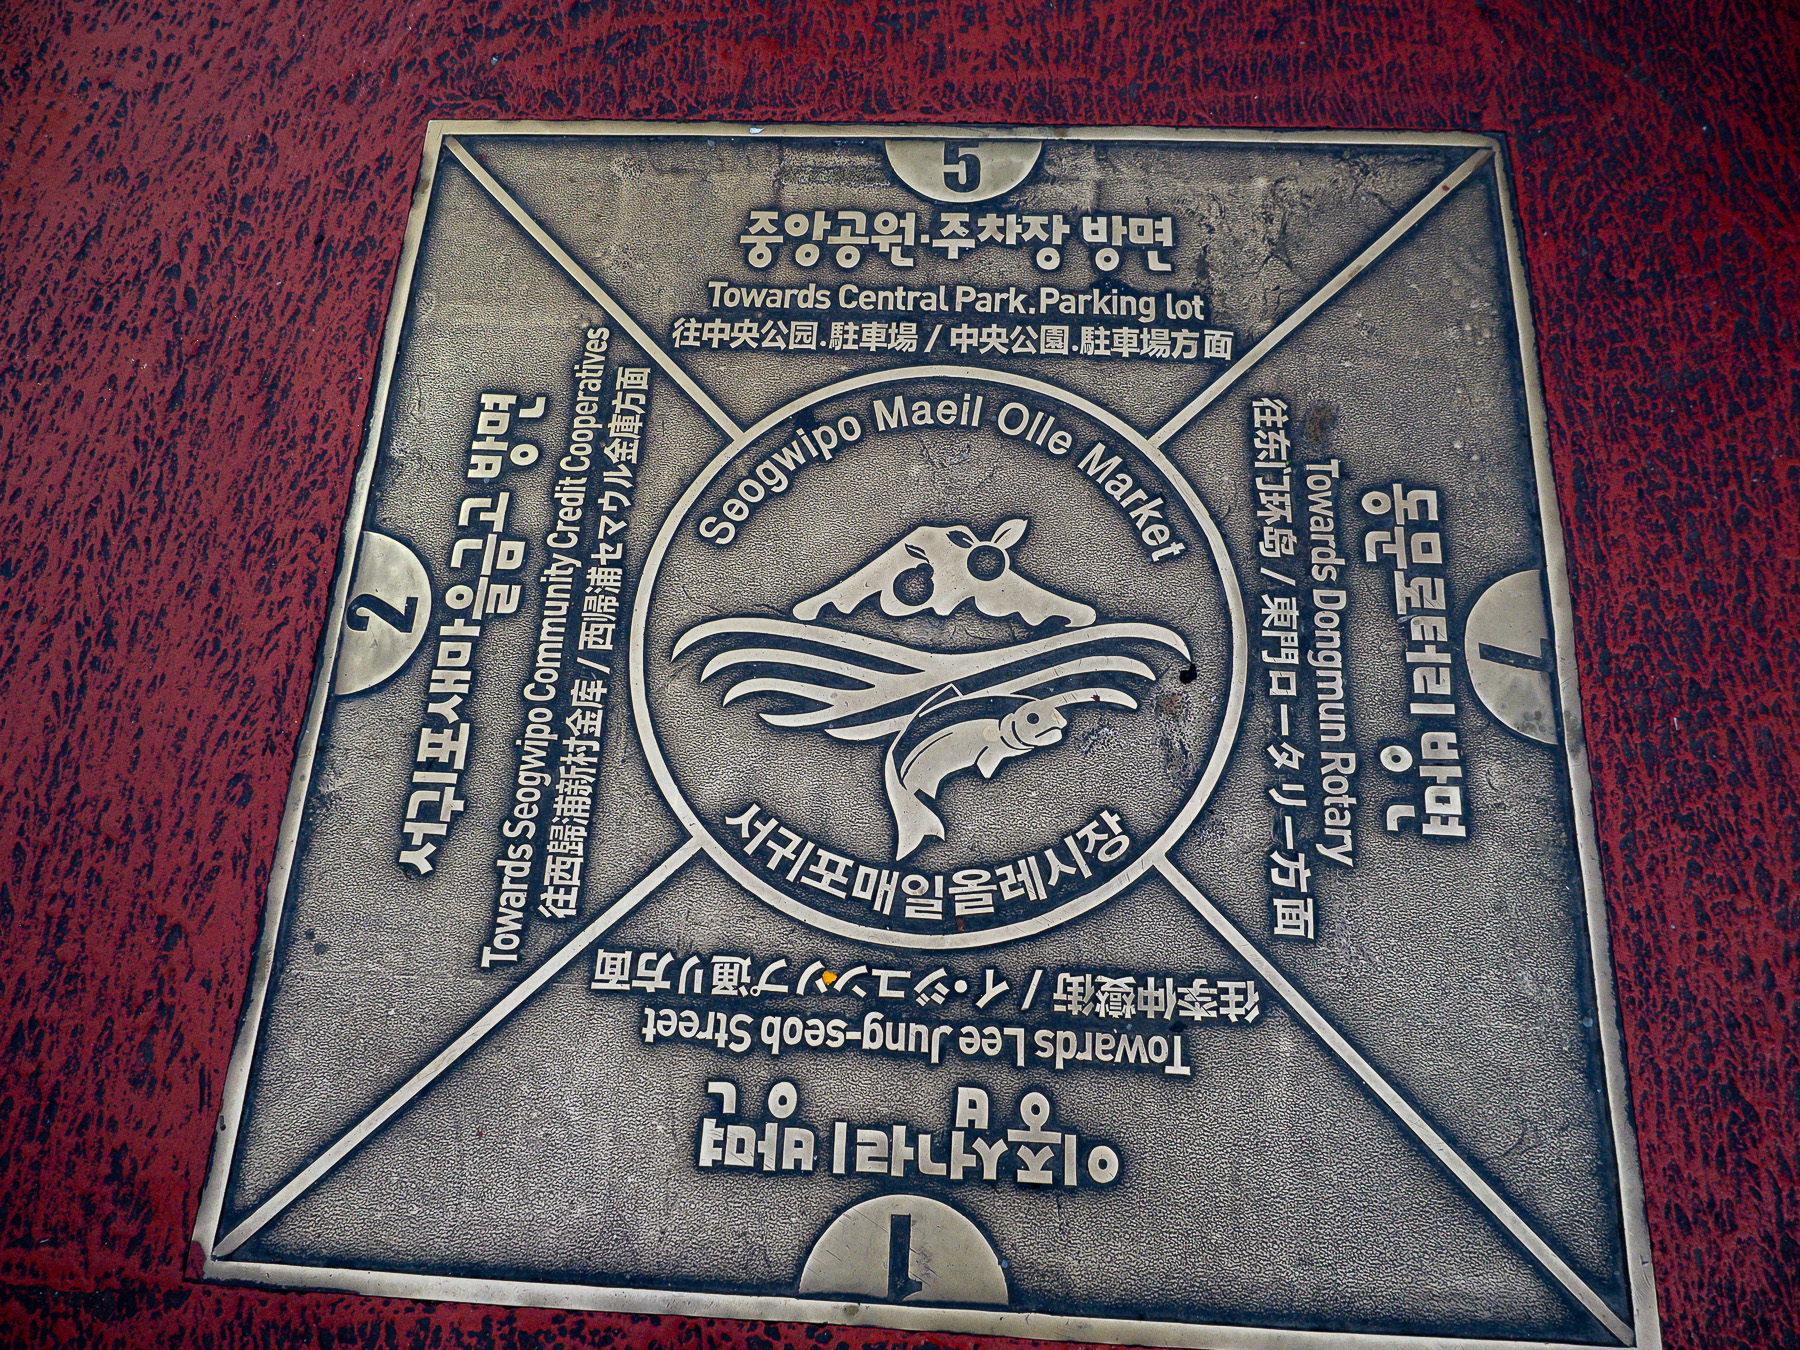 5
중앙공원·주차장 방면
Towards Central Park.Parking lot
往中央公园.駐車場 / 中央公園.駐車場方面
2
서귀포새마을금고 방면
Towards Seogwipo Community Credit Cooperatives
往西歸浦新村金库 / 西帰浦セマウル金庫方面
Seogwipo Maeil Olle Market
서귀포매일올레시장
7
동문로터리 방면
Towards Dongmun Rotary
往东门环岛 / 東門ロータリー方面
1
이중섭거리 방면
Towards Lee Jung-seob Street
往李仲燮街 / イ・ジュンソプ通り方面